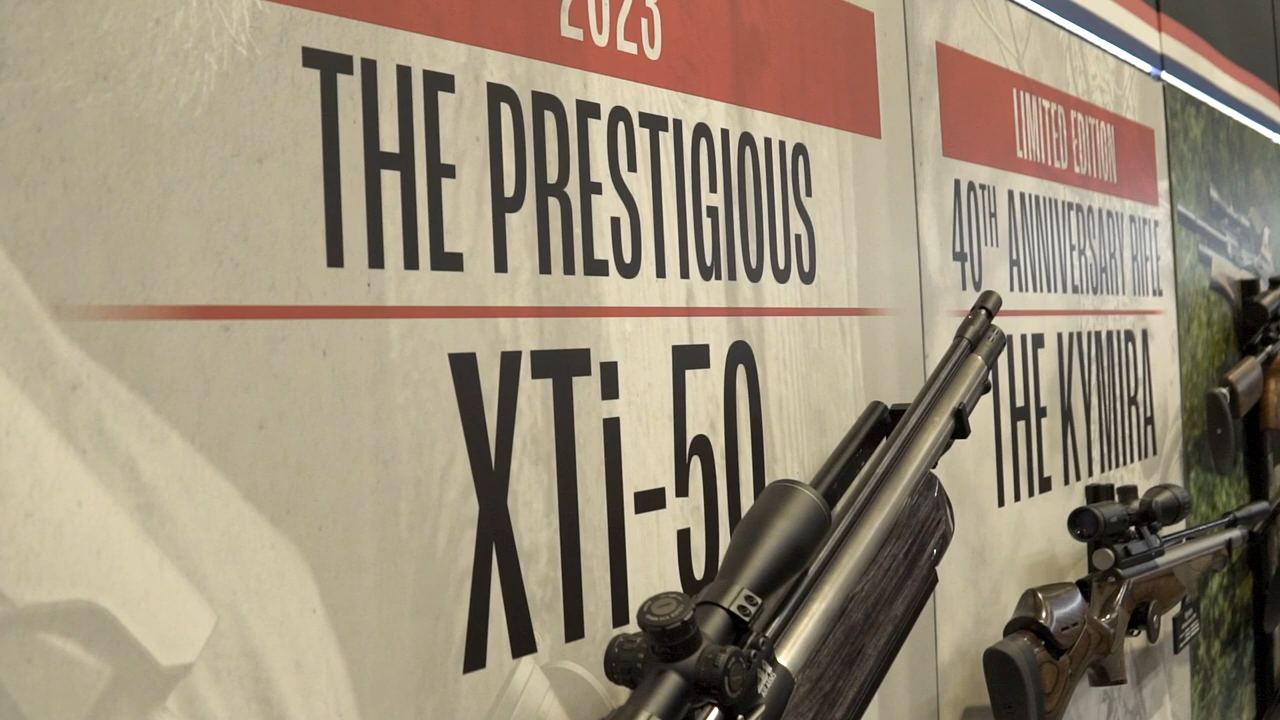 2023
THE PRESTIGIOUS
XTi-50
LIMITED EDITION
40TH ANNIVERSARY RIFLE
THE KYMIRA